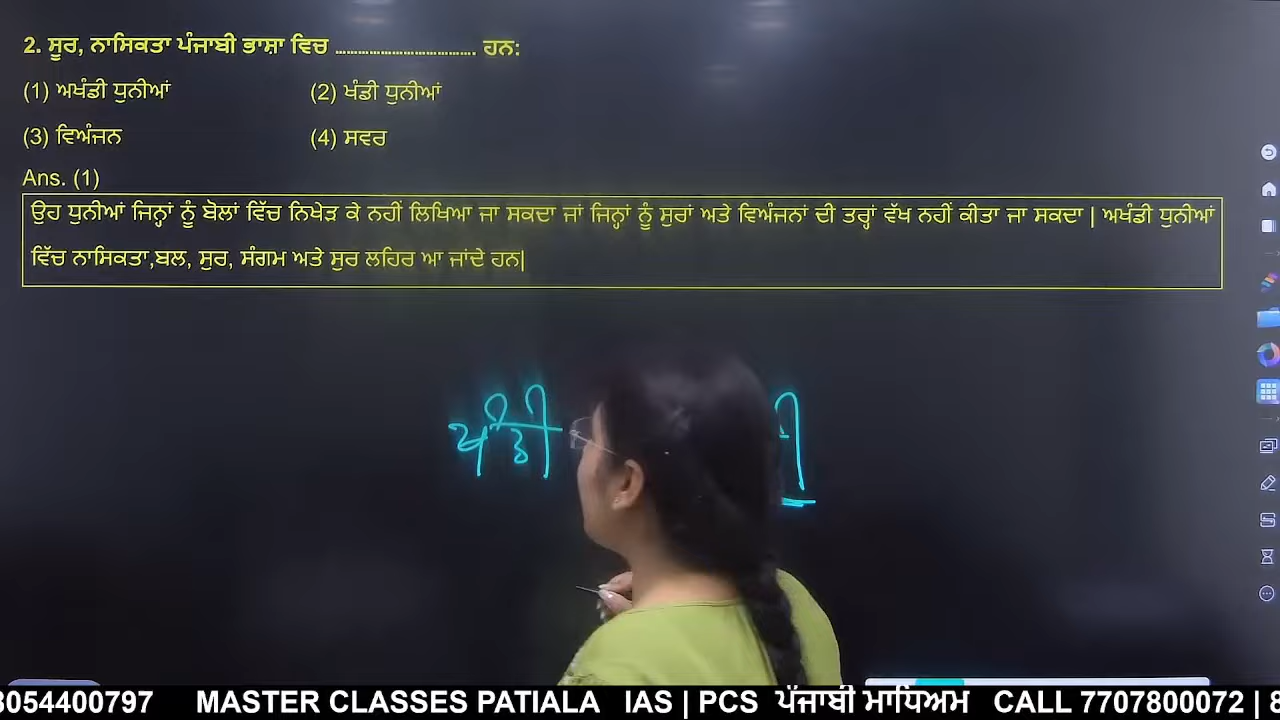 2. ਸੂਰ, ਨਾਸਿਕਤਾ ਪੰਜਾਬੀ ਭਾਸ਼ਾ ਵਿਚ ................................ ਹਨ:
(1) ਅਖੰਡੀ ਧੁਨੀਆਂ (2) ਖੰਡੀ ਧੁਨੀਆਂ
(3) ਵਿਅੰਜਨ (4) ਸਵਰ
Ans. (1)
ਉਹ ਧੁਨੀਆਂ ਜਿਨ੍ਹਾਂ ਨੂੰ ਬੋਲਾਂ ਵਿੱਚ ਨਿਖੇੜ ਕੇ ਨਹੀਂ ਲਿਖਿਆ ਜਾ ਸਕਦਾ ਜਾਂ ਜਿਨ੍ਹਾਂ ਨੂੰ ਸੁਰਾਂ ਅਤੇ ਵਿਅੰਜਨਾਂ ਦੀ ਤਰ੍ਹਾਂ ਵੱਖ ਨਹੀਂ ਕੀਤਾ ਜਾ ਸਕਦਾ | ਅਖੰਡੀ ਧੁਨੀਆਂ
ਵਿੱਚ ਨਾਸਿਕਤਾ,ਬਲ, ਸੁਰ, ਸੰਗਮ ਅਤੇ ਸੁਰ ਲਹਿਰ ਆ ਜਾਂਦੇ ਹਨ|
3054400797 MASTER CLASSES PATIALA IAS | PCS ਪੰਜਾਬੀ ਮਾਧਿਅਮ CALL 7707800072 | 8